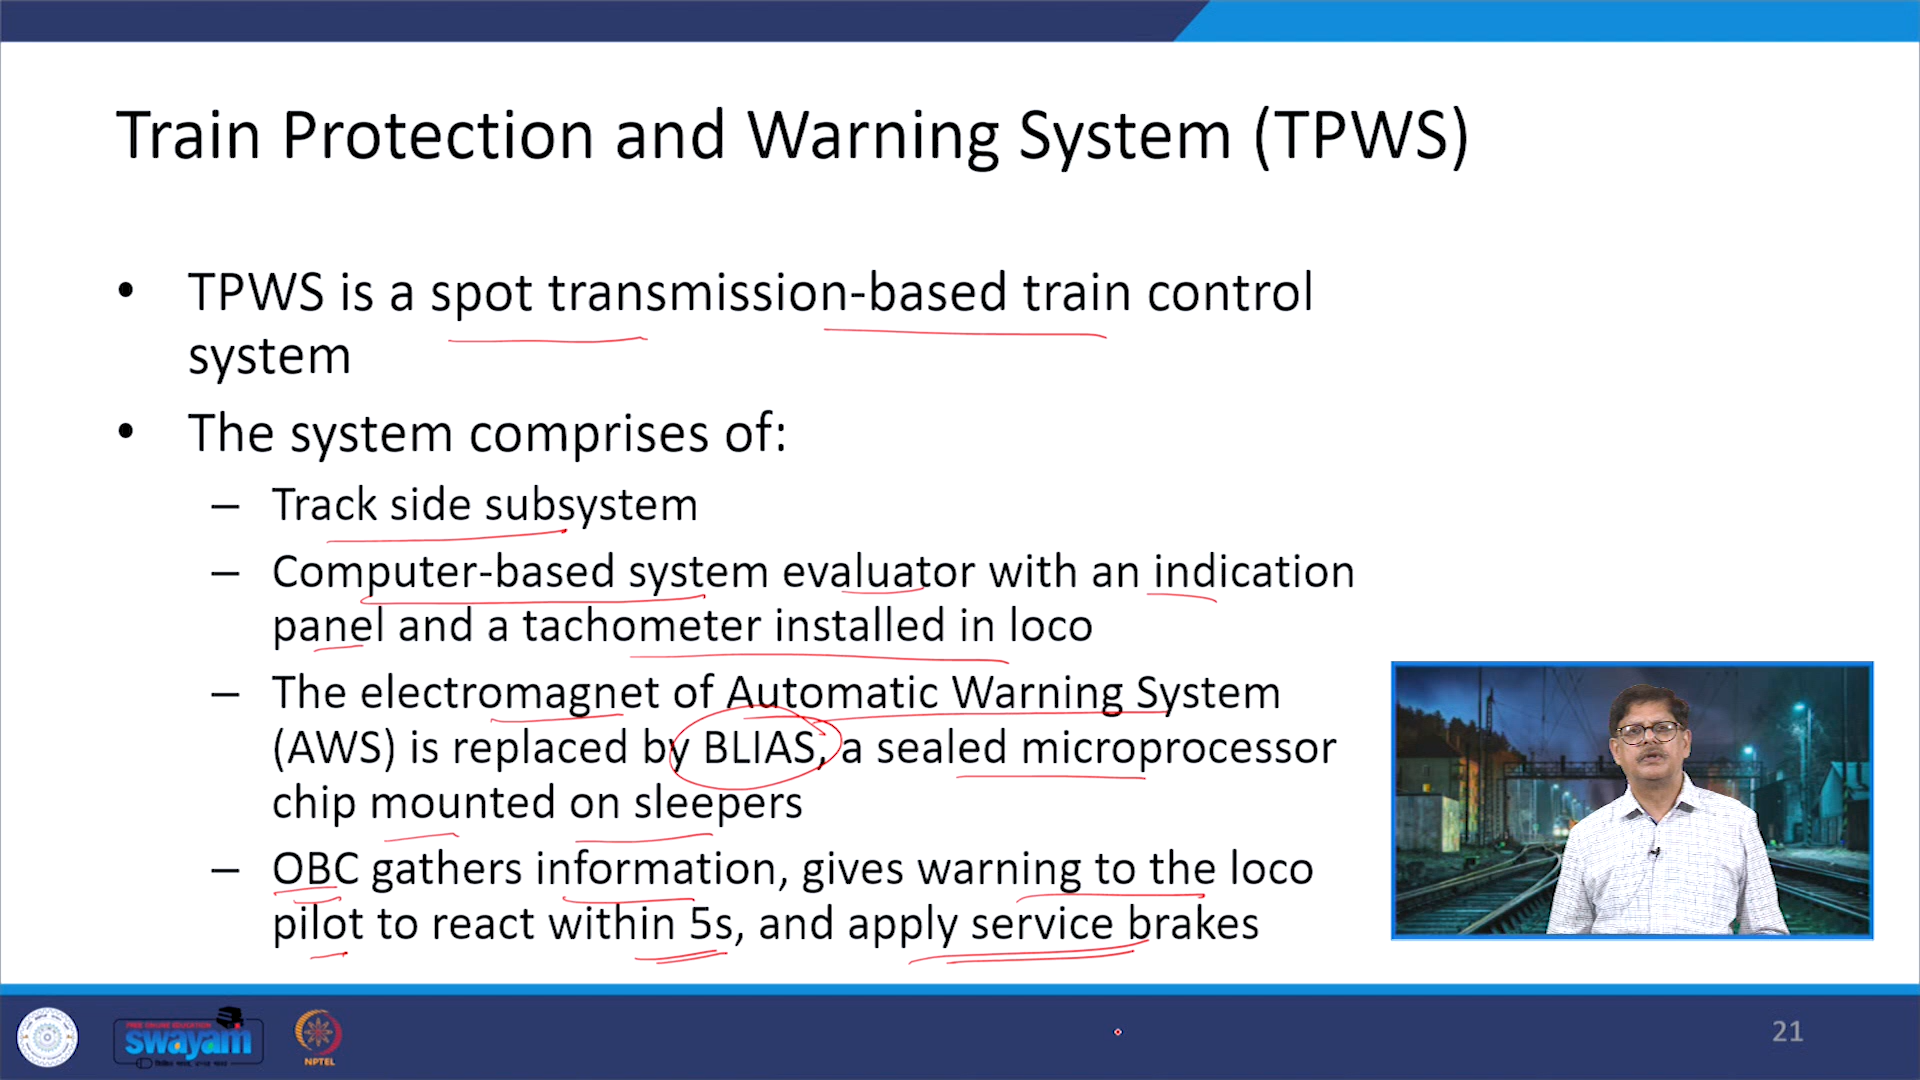 Train Protection and Warning System (TPWS)
• TPWS is a spot transmission-based train control
system
• The system comprises of:
– Track side subsystem
– Computer-based system evaluator with an indication
panel and a tachometer installed in loco
– The electromagnet of Automatic Warning System
(AWS) is replaced by BLIAS, a sealed microprocessor
chip mounted on sleepers
– OBC gathers information, gives warning to the loco
pilot to react within 5s, and apply service brakes
FREE ONLINE EDUCATION
swayam
NPTEL
21